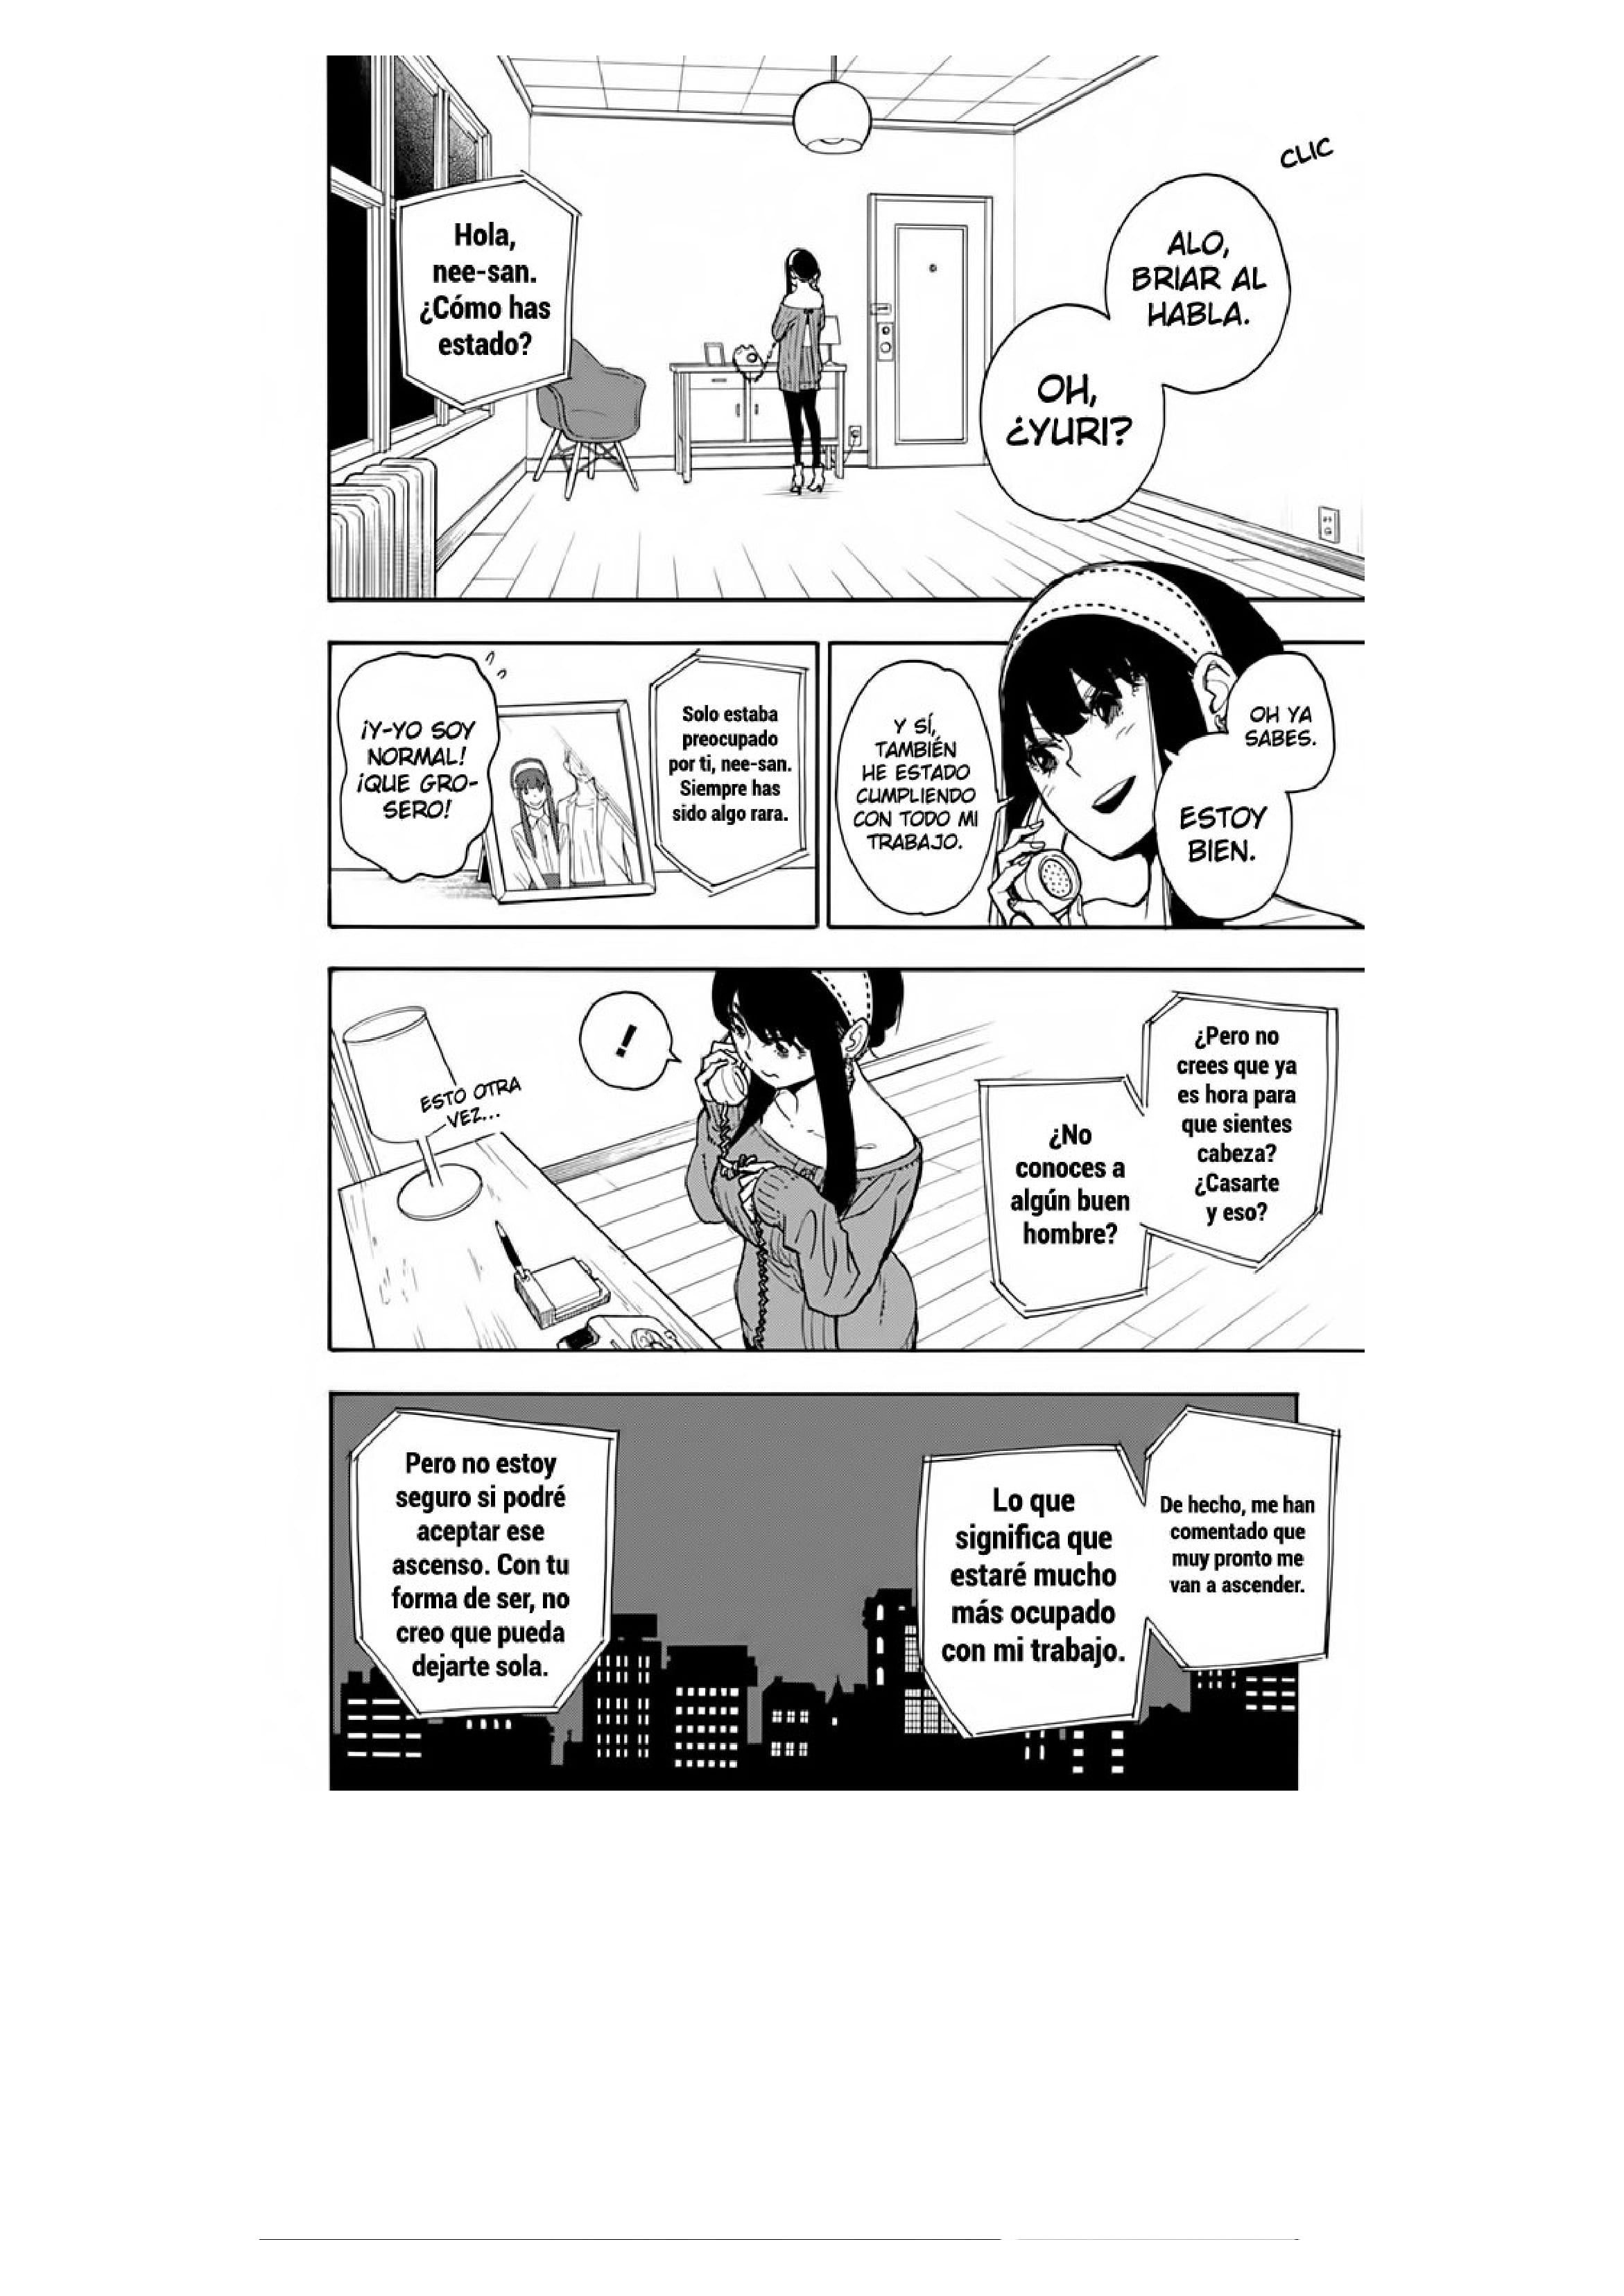 CLIC
ALO,
BRIAR AL
HABLA.
OH,
¿YURI?
Hola,
nee-san.
¿Cómo has
estado?
OH YA
SABES.
ESTOY
BIEN.
Y SÍ,
TAMBIÉN
HE ESTADO
CUMPLIENDO
CON TODO MI
TRABAJO.
Solo estaba
preocupado
por ti, nee-san.
Siempre has
sido algo rara.
¡Y-YO SOY
NORMAL!
¡QUE GRO-
SERO!
¿Pero no
crees que ya
es hora para
que sientes
cabeza?
¿Casarte
y eso?
¿No
conoces a
algún buen
hombre?
!
ESTO OTRA
VEZ...
De hecho, me han
comentado que
muy pronto me
van a ascender.
Lo que
significa que
estaré mucho
más ocupado
con mi trabajo.
Pero no estoy
seguro si podré
aceptar ese
ascenso. Con tu
forma de ser, no
creo que pueda
dejarte sola.